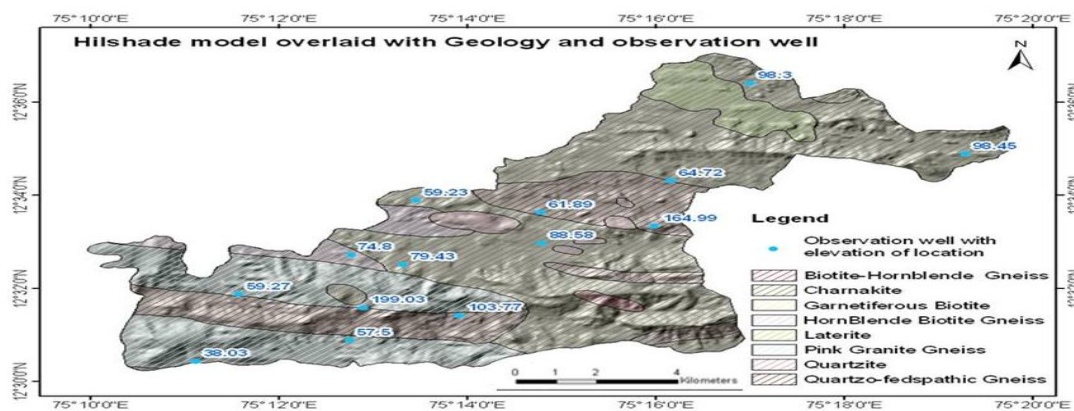 75°10'0"E 75°12'0"E 75°14'0"E 75°16'0"E 75°18'0"E 75°20'0"E
Hilshade model overlaid with Geology and observation well
N
98.3
12°36'0"N
98.45
64.72
12°34'0"N
59.23
61.89
164.99
88.58
74.8
79.43
12°32'0"N
59.27
199.03
103.77
57.5
38.03
12°30'0"N
Legend
Observation well with
elevation of location
Biotite-Hornblende Gneiss
Charnakite
Garnetiferous Biotite
HornBlende Biotite Gneiss
Laterite
Pink Granite Gneiss
Quartzite
Quartzo-fedspathic Gneiss
0 1 2 4
Kilometers
75°10'0"E 75°12'0"E 75°14'0"E 75°16'0"E 75°18'0"E 75°20'0"E